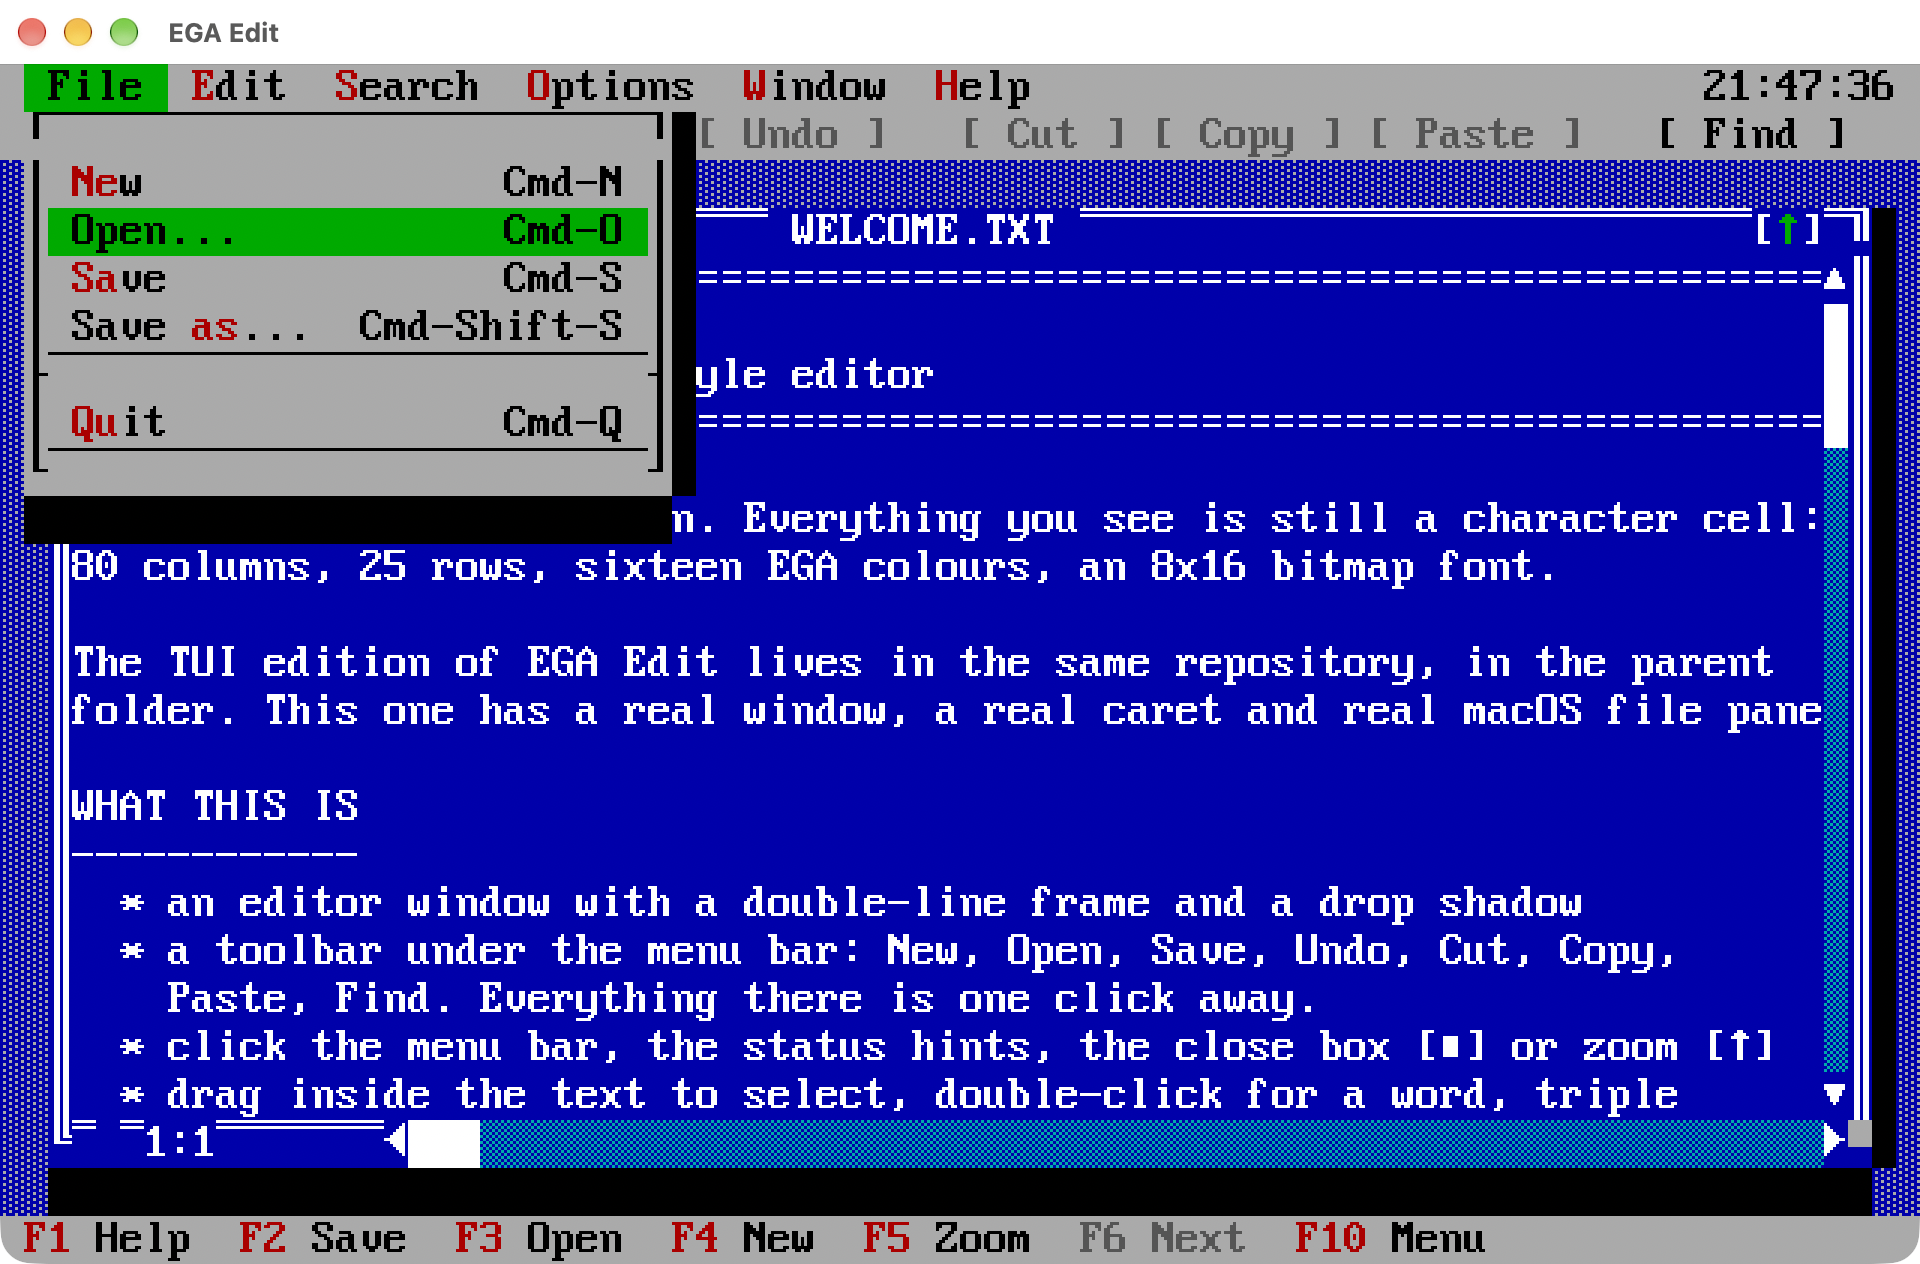 EGA Edit
File Edit Search Options Window Help 21:47:36
[ Undo ] [ Cut ] [ Copy ] [ Paste ] [ Find ]
New Cmd-N
Open... Cmd-O
Save Cmd-S
Save as... Cmd-Shift-S
Quit Cmd-Q
WELCOME.TXT [↑]
================================================
yle editor
================================================
n. Everything you see is still a character cell:
80 columns, 25 rows, sixteen EGA colours, an 8x16 bitmap font.
The TUI edition of EGA Edit lives in the same repository, in the parent
folder. This one has a real window, a real caret and real macOS file pane
WHAT THIS IS
------------
* an editor window with a double-line frame and a drop shadow
* a toolbar under the menu bar: New, Open, Save, Undo, Cut, Copy,
Paste, Find. Everything there is one click away.
* click the menu bar, the status hints, the close box [■] or zoom [↑]
* drag inside the text to select, double-click for a word, triple
1:1
F1 Help F2 Save F3 Open F4 New F5 Zoom F6 Next F10 Menu